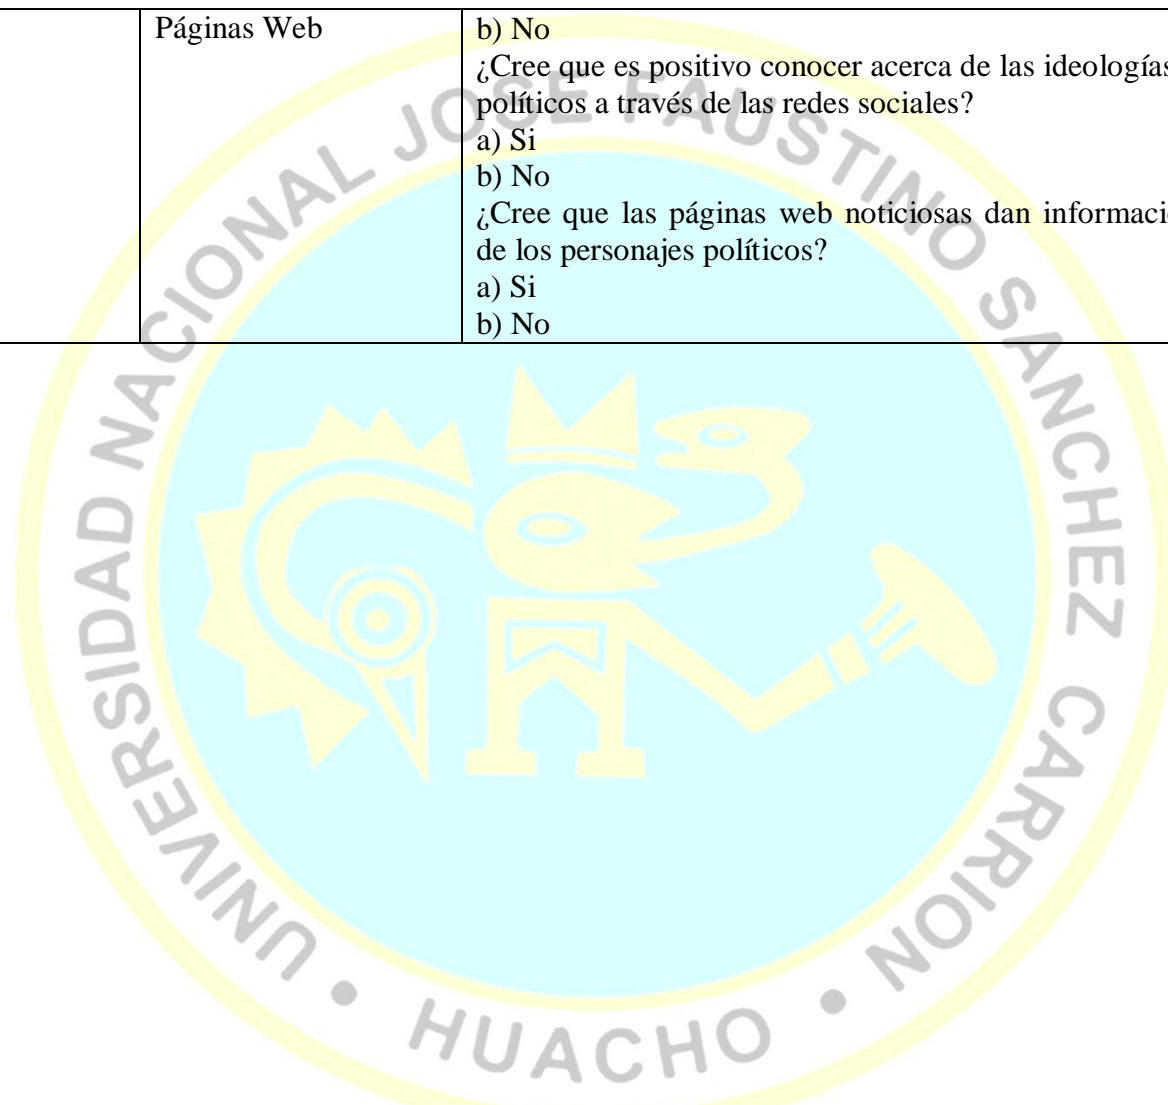 Páginas Web
b) No
¿Cree que es positivo conocer acerca de las ideologías
políticos a través de las redes sociales?
a) Si
b) No
¿Cree que las páginas web noticiosas dan informaci
de los personajes políticos?
a) Si
b) No
UNIVERSIDAD NACIONAL JOSE FAUSTINO SANCHEZ CARRION • HUACHO •